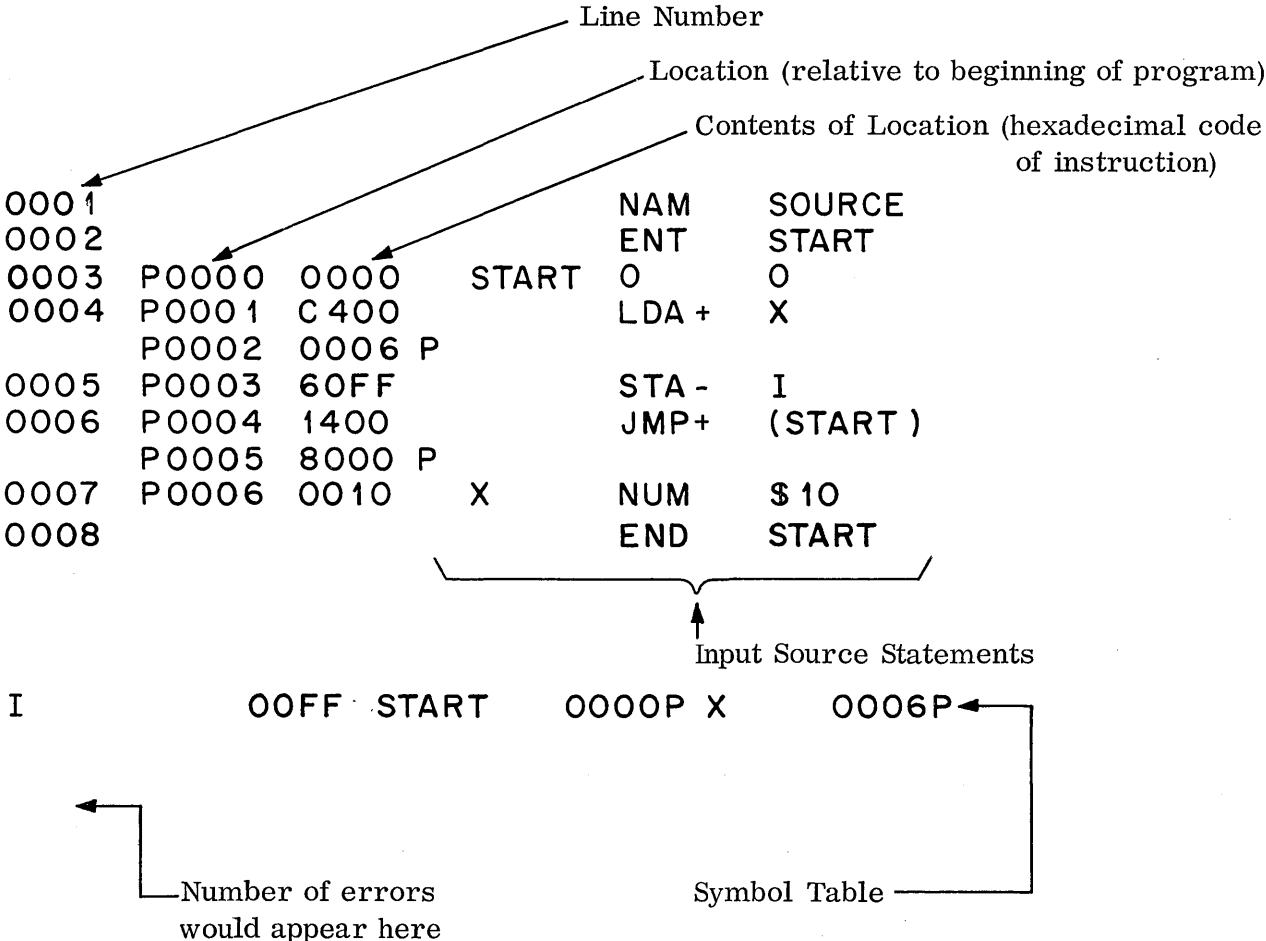 Line Number
Location (relative to beginning of program)
Contents of Location (hexadecimal code
of instruction)
0001 NAM SOURCE
0002 ENT START
0003 P0000 0000 START 0 0
0004 P0001 C400 LDA+ X
P0002 0006 P
0005 P0003 60FF STA- I
0006 P0004 1400 JMP+ (START)
P0005 8000 P
0007 P0006 0010 X NUM $10
0008 END START
Input Source Statements
I 00FF START 0000P X 0006P
Number of errors
would appear here
Symbol Table